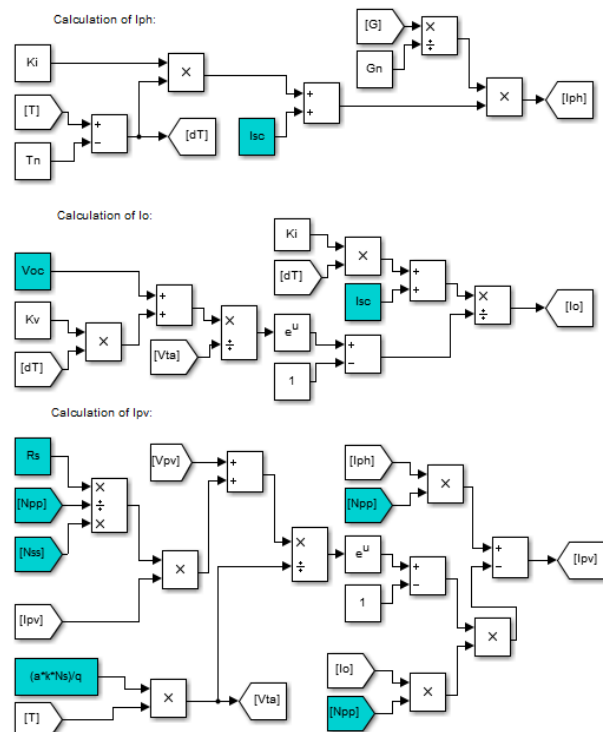 Calculation of Iph:
[G]
Ki
×
×
÷
Gn
[T]
+
+
×
[Iph]
+
−
[dT]
Isc
Tn
Calculation of Io:
Ki
Voc
×
[dT]
+
+
+
+
Isc
×
÷
[Io]
Kv
×
×
÷
e^u
+
−
[dT]
[Vta]
1
Calculation of Ipv:
Rs
[Vpv]
+
+
[Iph]
×
[Npp]
×
÷
×
[Npp]
[Nss]
×
×
÷
e^u
+
−
+
−
[Ipv]
1
[Ipv]
×
(a*k*Ns)/q
×
[Vta]
[Io]
×
[T]
[Npp]